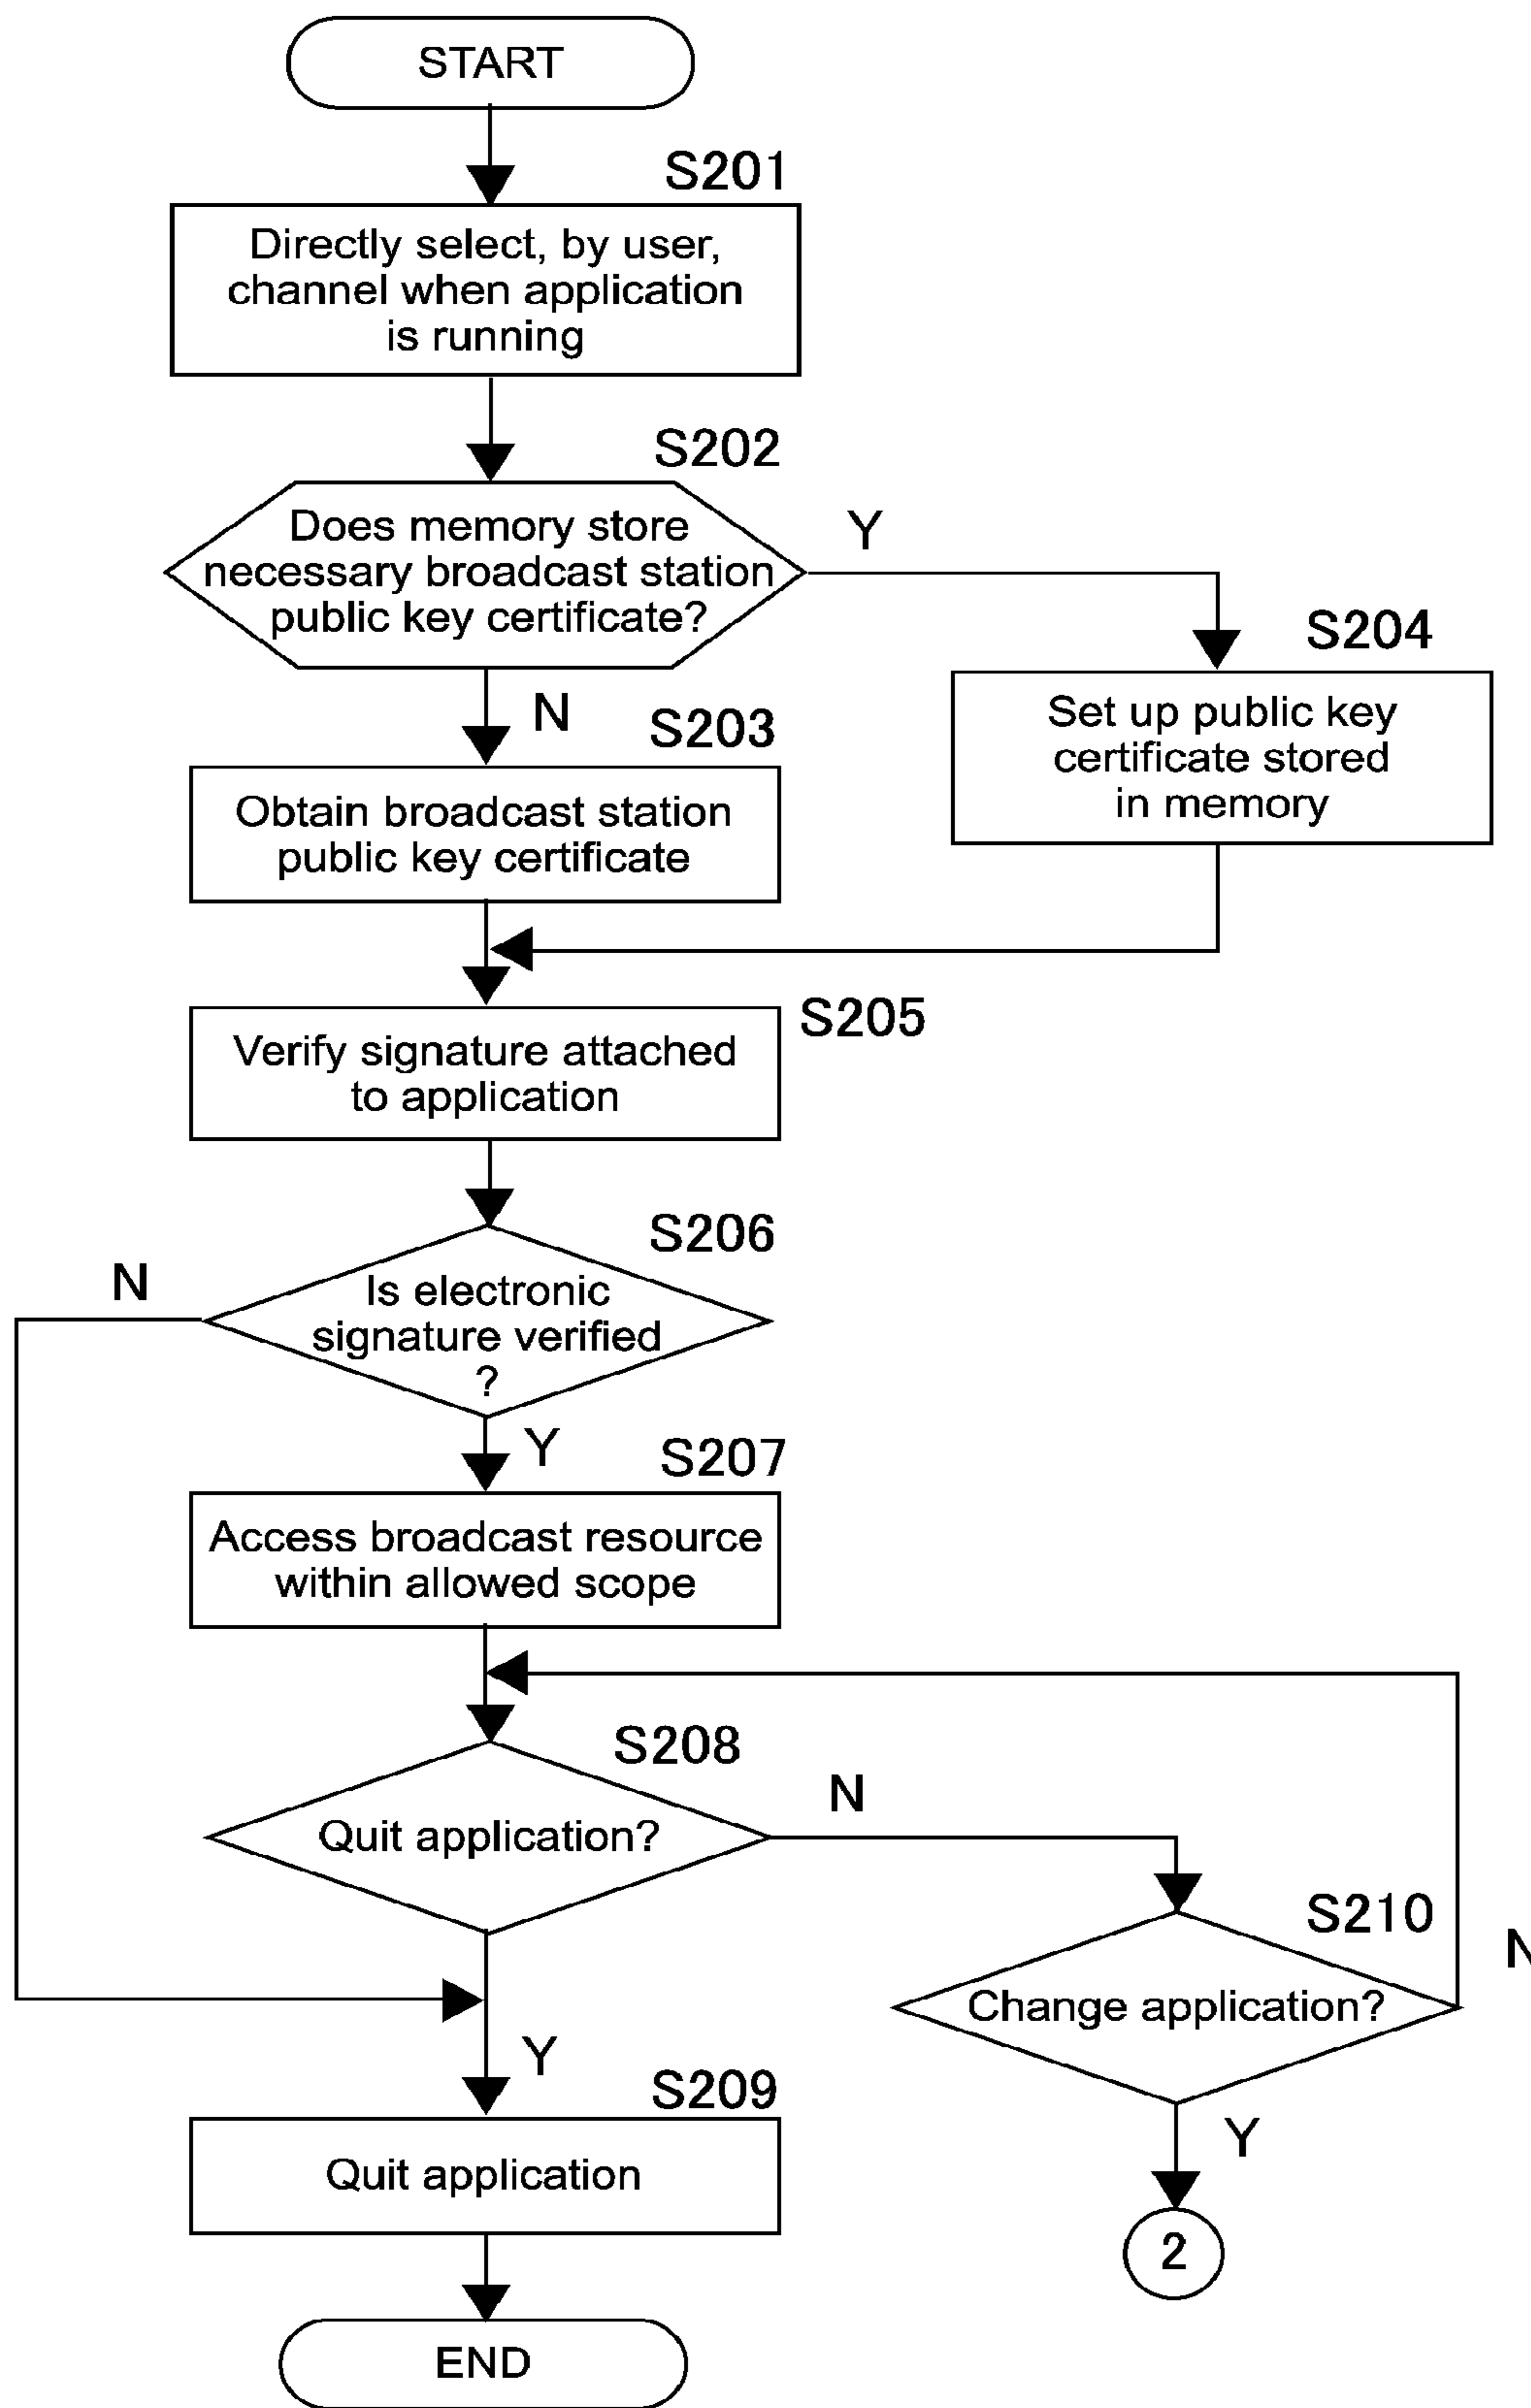 START
S201
Directly select, by user,
channel when application
is running
S202
Does memory store
necessary broadcast station
public key certificate?
Y
N
S203
Obtain broadcast station
public key certificate
S204
Set up public key
certificate stored
in memory
S205
Verify signature attached
to application
S206
Is electronic
signature verified
?
N
Y
S207
Access broadcast resource
within allowed scope
S208
Quit application?
N
S210
Change application?
N
Y
2
Y
S209
Quit application
END